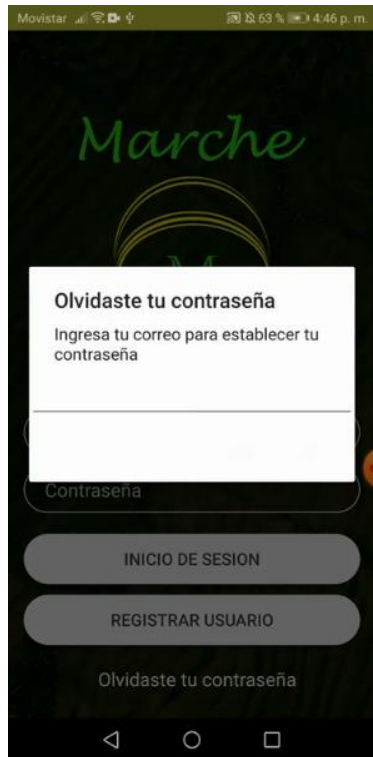 Movistar 63 % 4:46 p. m.
Marche
M
Olvidaste tu contraseña
Ingresa tu correo para establecer tu
contraseña
Contraseña
INICIO DE SESION
REGISTRAR USUARIO
Olvidaste tu contraseña